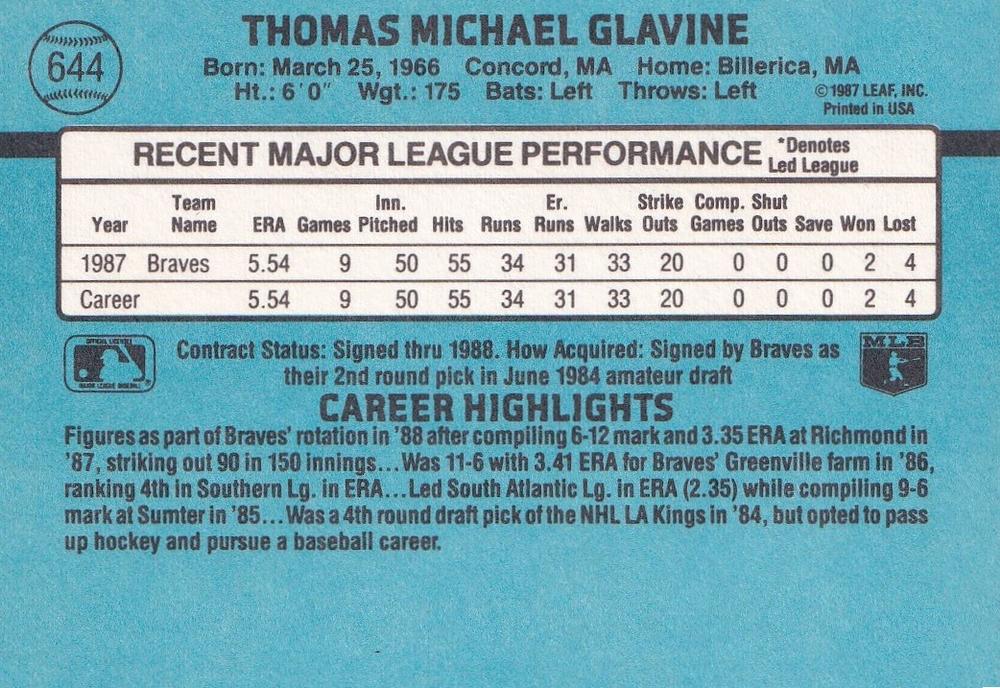 THOMAS MICHAEL GLAVINE
644
Born: March 25, 1966 Concord, MA Home: Billerica, MA
Ht.: 6'0" Wgt.: 175 Bats: Left Throws: Left
©1987 LEAF, INC.
Printed in USA
RECENT MAJOR LEAGUE PERFORMANCE *Denotes Led League
Year Team Name ERA Games Inn. Pitched Hits Runs Er. Runs Walks Strike Outs Comp. Games Shut Outs Save Won Lost
1987 Braves 5.54 9 50 55 34 31 33 20 0 0 0 2 4
Career 5.54 9 50 55 34 31 33 20 0 0 0 2 4
OFFICIAL LICENSEE
MAJOR LEAGUE BASEBALL
MLB
Contract Status: Signed thru 1988. How Acquired: Signed by Braves as
their 2nd round pick in June 1984 amateur draft
CAREER HIGHLIGHTS
Figures as part of Braves' rotation in '88 after compiling 6-12 mark and 3.35 ERA at Richmond in
'87, striking out 90 in 150 innings...Was 11-6 with 3.41 ERA for Braves' Greenville farm in '86,
ranking 4th in Southern Lg. in ERA...Led South Atlantic Lg. in ERA (2.35) while compiling 9-6
mark at Sumter in '85...Was a 4th round draft pick of the NHL LA Kings in '84, but opted to pass
up hockey and pursue a baseball career.